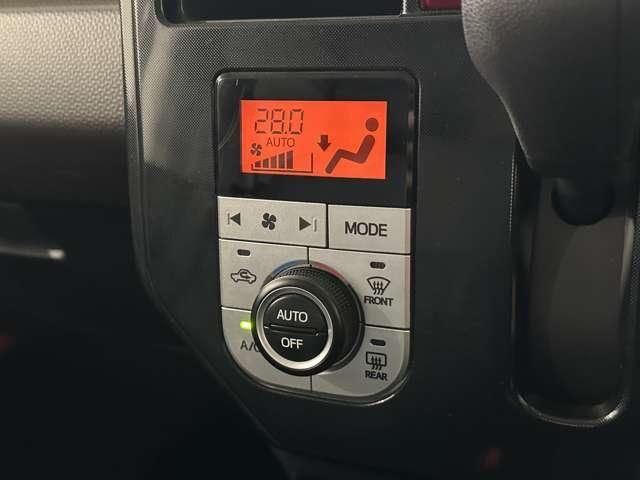 28.0
AUTO
MODE
FRONT
AUTO
OFF
A/C
REAR